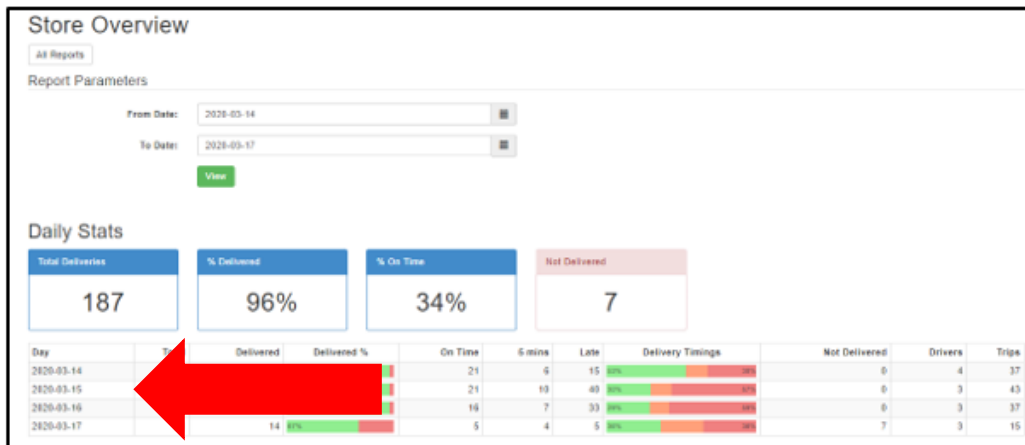 Store Overview
All Reports
Report Parameters
From Date: 2020-03-14
To Date: 2020-03-17
View
Daily Stats
Total Deliveries % Delivered % On Time Not Delivered
187 96% 34% 7
Day Delivered Delivered % On Time 5 mins Late Delivery Timings Not Delivered Drivers Trips
2020-03-14 21 6 15 0 4 37
2020-03-15 21 10 40 0 3 43
2020-03-16 16 7 33 0 3 37
2020-03-17 14 5 4 5 7 3 15